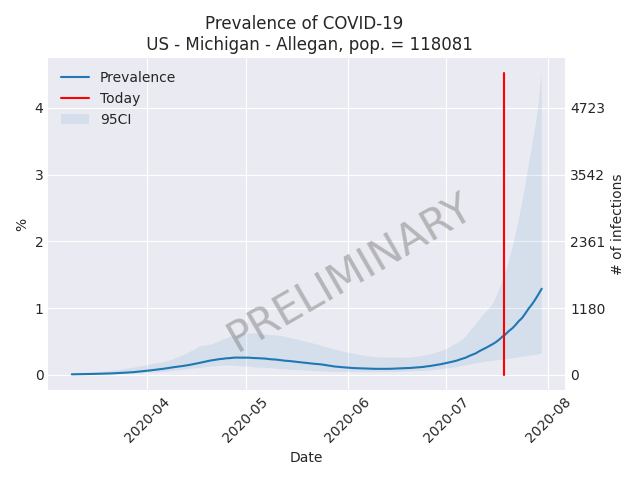 Prevalence of COVID-19
US - Michigan - Allegan, pop. = 118081
Prevalence
Today
95CI
4
3
2
1
0
%
4723
3542
2361
1180
0
# of infections
PRELIMINARY
2020-04
2020-05
2020-06
2020-07
2020-08
Date